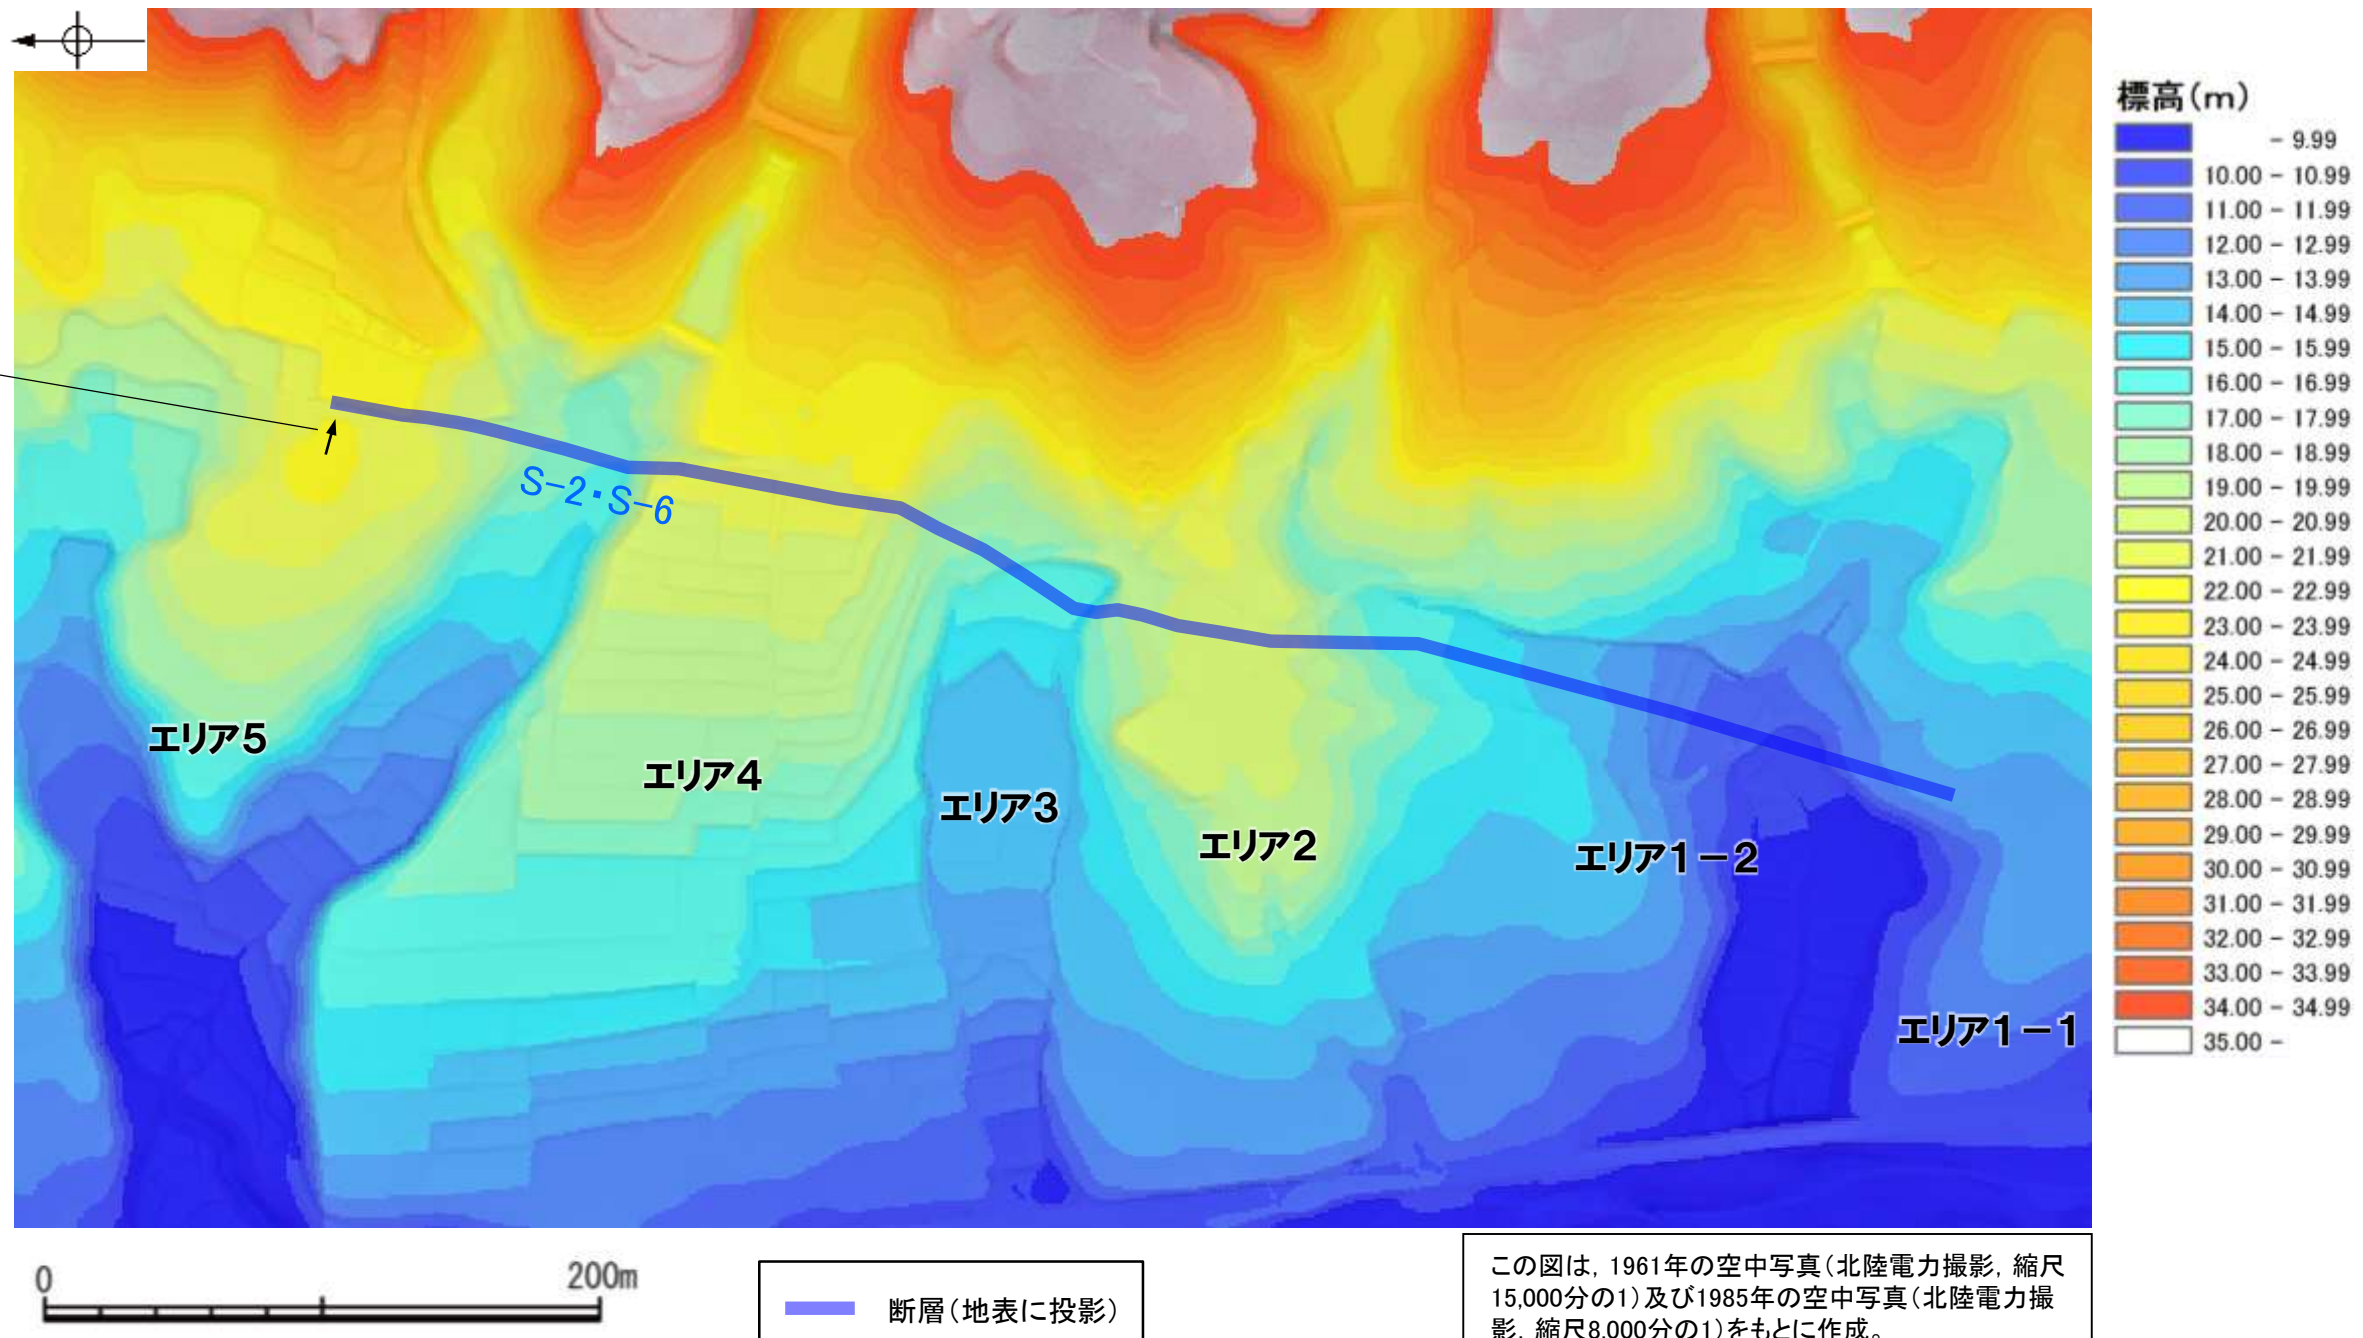 標高(m)
- 9.99
10.00 - 10.99
11.00 - 11.99
12.00 - 12.99
13.00 - 13.99
14.00 - 14.99
15.00 - 15.99
16.00 - 16.99
17.00 - 17.99
18.00 - 18.99
19.00 - 19.99
20.00 - 20.99
21.00 - 21.99
22.00 - 22.99
23.00 - 23.99
24.00 - 24.99
25.00 - 25.99
26.00 - 26.99
27.00 - 27.99
28.00 - 28.99
29.00 - 29.99
30.00 - 30.99
31.00 - 31.99
32.00 - 32.99
33.00 - 33.99
34.00 - 34.99
35.00 -
S-2・S-6
エリア5
エリア4
エリア3
エリア2
エリア1-2
エリア1-1
0 200m
断層(地表に投影)
この図は,1961年の空中写真(北陸電力撮影,縮尺
15,000分の1)及び1985年の空中写真(北陸電力撮
影,縮尺8,000分の1)をもとに作成。